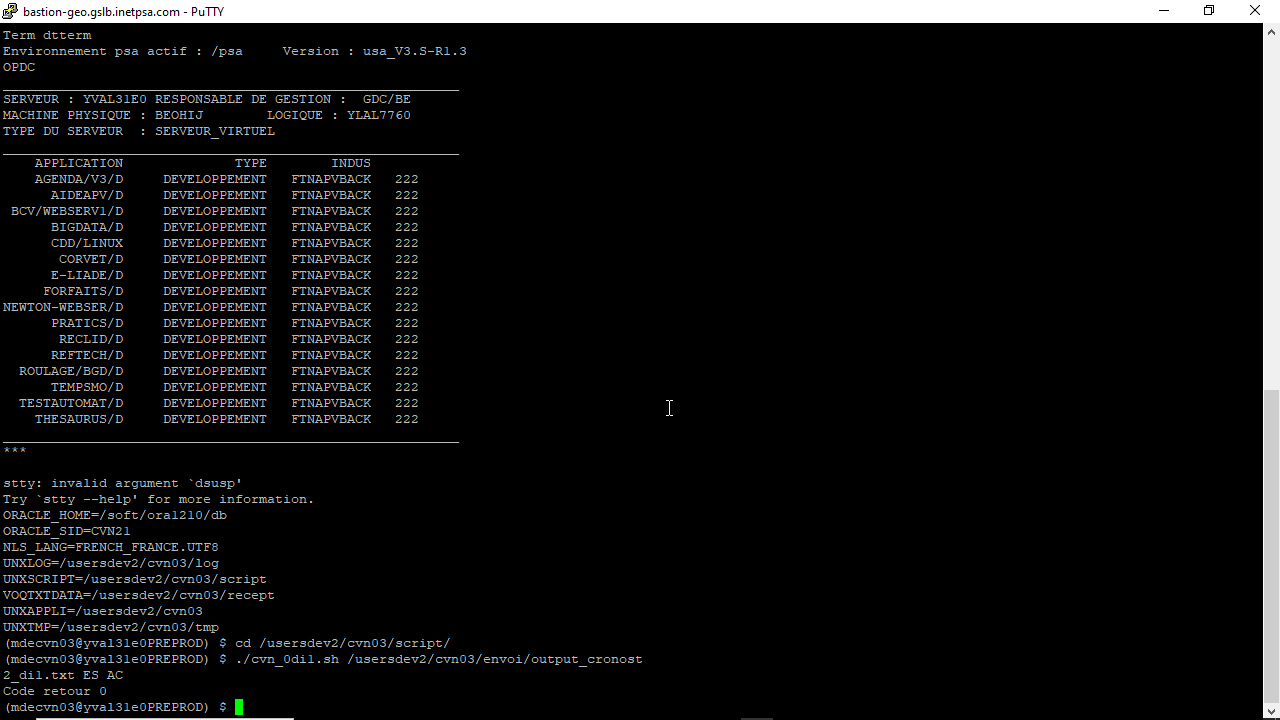 bastion-geo.gslb.inetpsa.com - PuTTY
Term dtterm
Environnement psa actif : /psa     Version : usa_V3.S-R1.3
OPDC
SERVEUR : YVAL31E0 RESPONSABLE DE GESTION :  GDC/BE
MACHINE PHYSIQUE : BEOHIJ        LOGIQUE : YLAL7760
TYPE DU SERVEUR  : SERVEUR_VIRTUEL
APPLICATION              TYPE        INDUS
AGENDA/V3/D     DEVELOPPEMENT   FTNAPVBACK   222
AIDEAPV/D     DEVELOPPEMENT   FTNAPVBACK   222
BCV/WEBSERV1/D     DEVELOPPEMENT   FTNAPVBACK   222
BIGDATA/D     DEVELOPPEMENT   FTNAPVBACK   222
CDD/LINUX     DEVELOPPEMENT   FTNAPVBACK   222
CORVET/D     DEVELOPPEMENT   FTNAPVBACK   222
E-LIADE/D     DEVELOPPEMENT   FTNAPVBACK   222
FORFAITS/D     DEVELOPPEMENT   FTNAPVBACK   222
NEWTON-WEBSER/D     DEVELOPPEMENT   FTNAPVBACK   222
PRATICS/D     DEVELOPPEMENT   FTNAPVBACK   222
RECLID/D     DEVELOPPEMENT   FTNAPVBACK   222
REFTECH/D     DEVELOPPEMENT   FTNAPVBACK   222
ROULAGE/BGD/D     DEVELOPPEMENT   FTNAPVBACK   222
TEMPSMO/D     DEVELOPPEMENT   FTNAPVBACK   222
TESTAUTOMAT/D     DEVELOPPEMENT   FTNAPVBACK   222
THESAURUS/D     DEVELOPPEMENT   FTNAPVBACK   222
***
stty: invalid argument `dsusp'
Try `stty --help' for more information.
ORACLE_HOME=/soft/ora1210/db
ORACLE_SID=CVN21
NLS_LANG=FRENCH_FRANCE.UTF8
UNXLOG=/usersdev2/cvn03/log
UNXSCRIPT=/usersdev2/cvn03/script
VOQTXTDATA=/usersdev2/cvn03/recept
UNXAPPLI=/usersdev2/cvn03
UNXTMP=/usersdev2/cvn03/tmp
(mdecvn03@yval31e0PREPROD) $ cd /usersdev2/cvn03/script/
(mdecvn03@yval31e0PREPROD) $ ./cvn_0di1.sh /usersdev2/cvn03/envoi/output_cronost
2_di1.txt ES AC
Code retour 0
(mdecvn03@yval31e0PREPROD) $